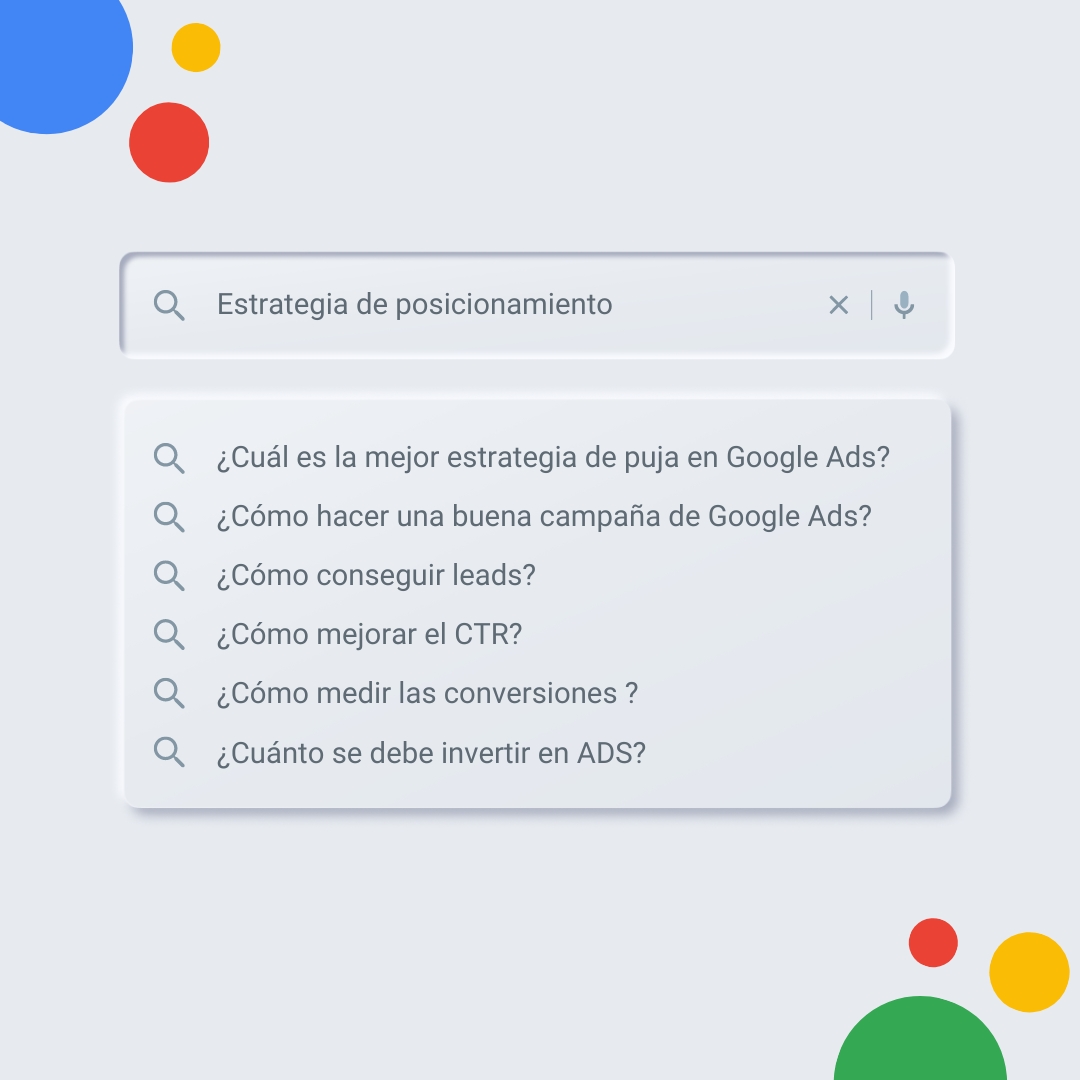 Estrategia de posicionamiento
¿Cuál es la mejor estrategia de puja en Google Ads?
¿Cómo hacer una buena campaña de Google Ads?
¿Cómo conseguir leads?
¿Cómo mejorar el CTR?
¿Cómo medir las conversiones ?
¿Cuánto se debe invertir en ADS?